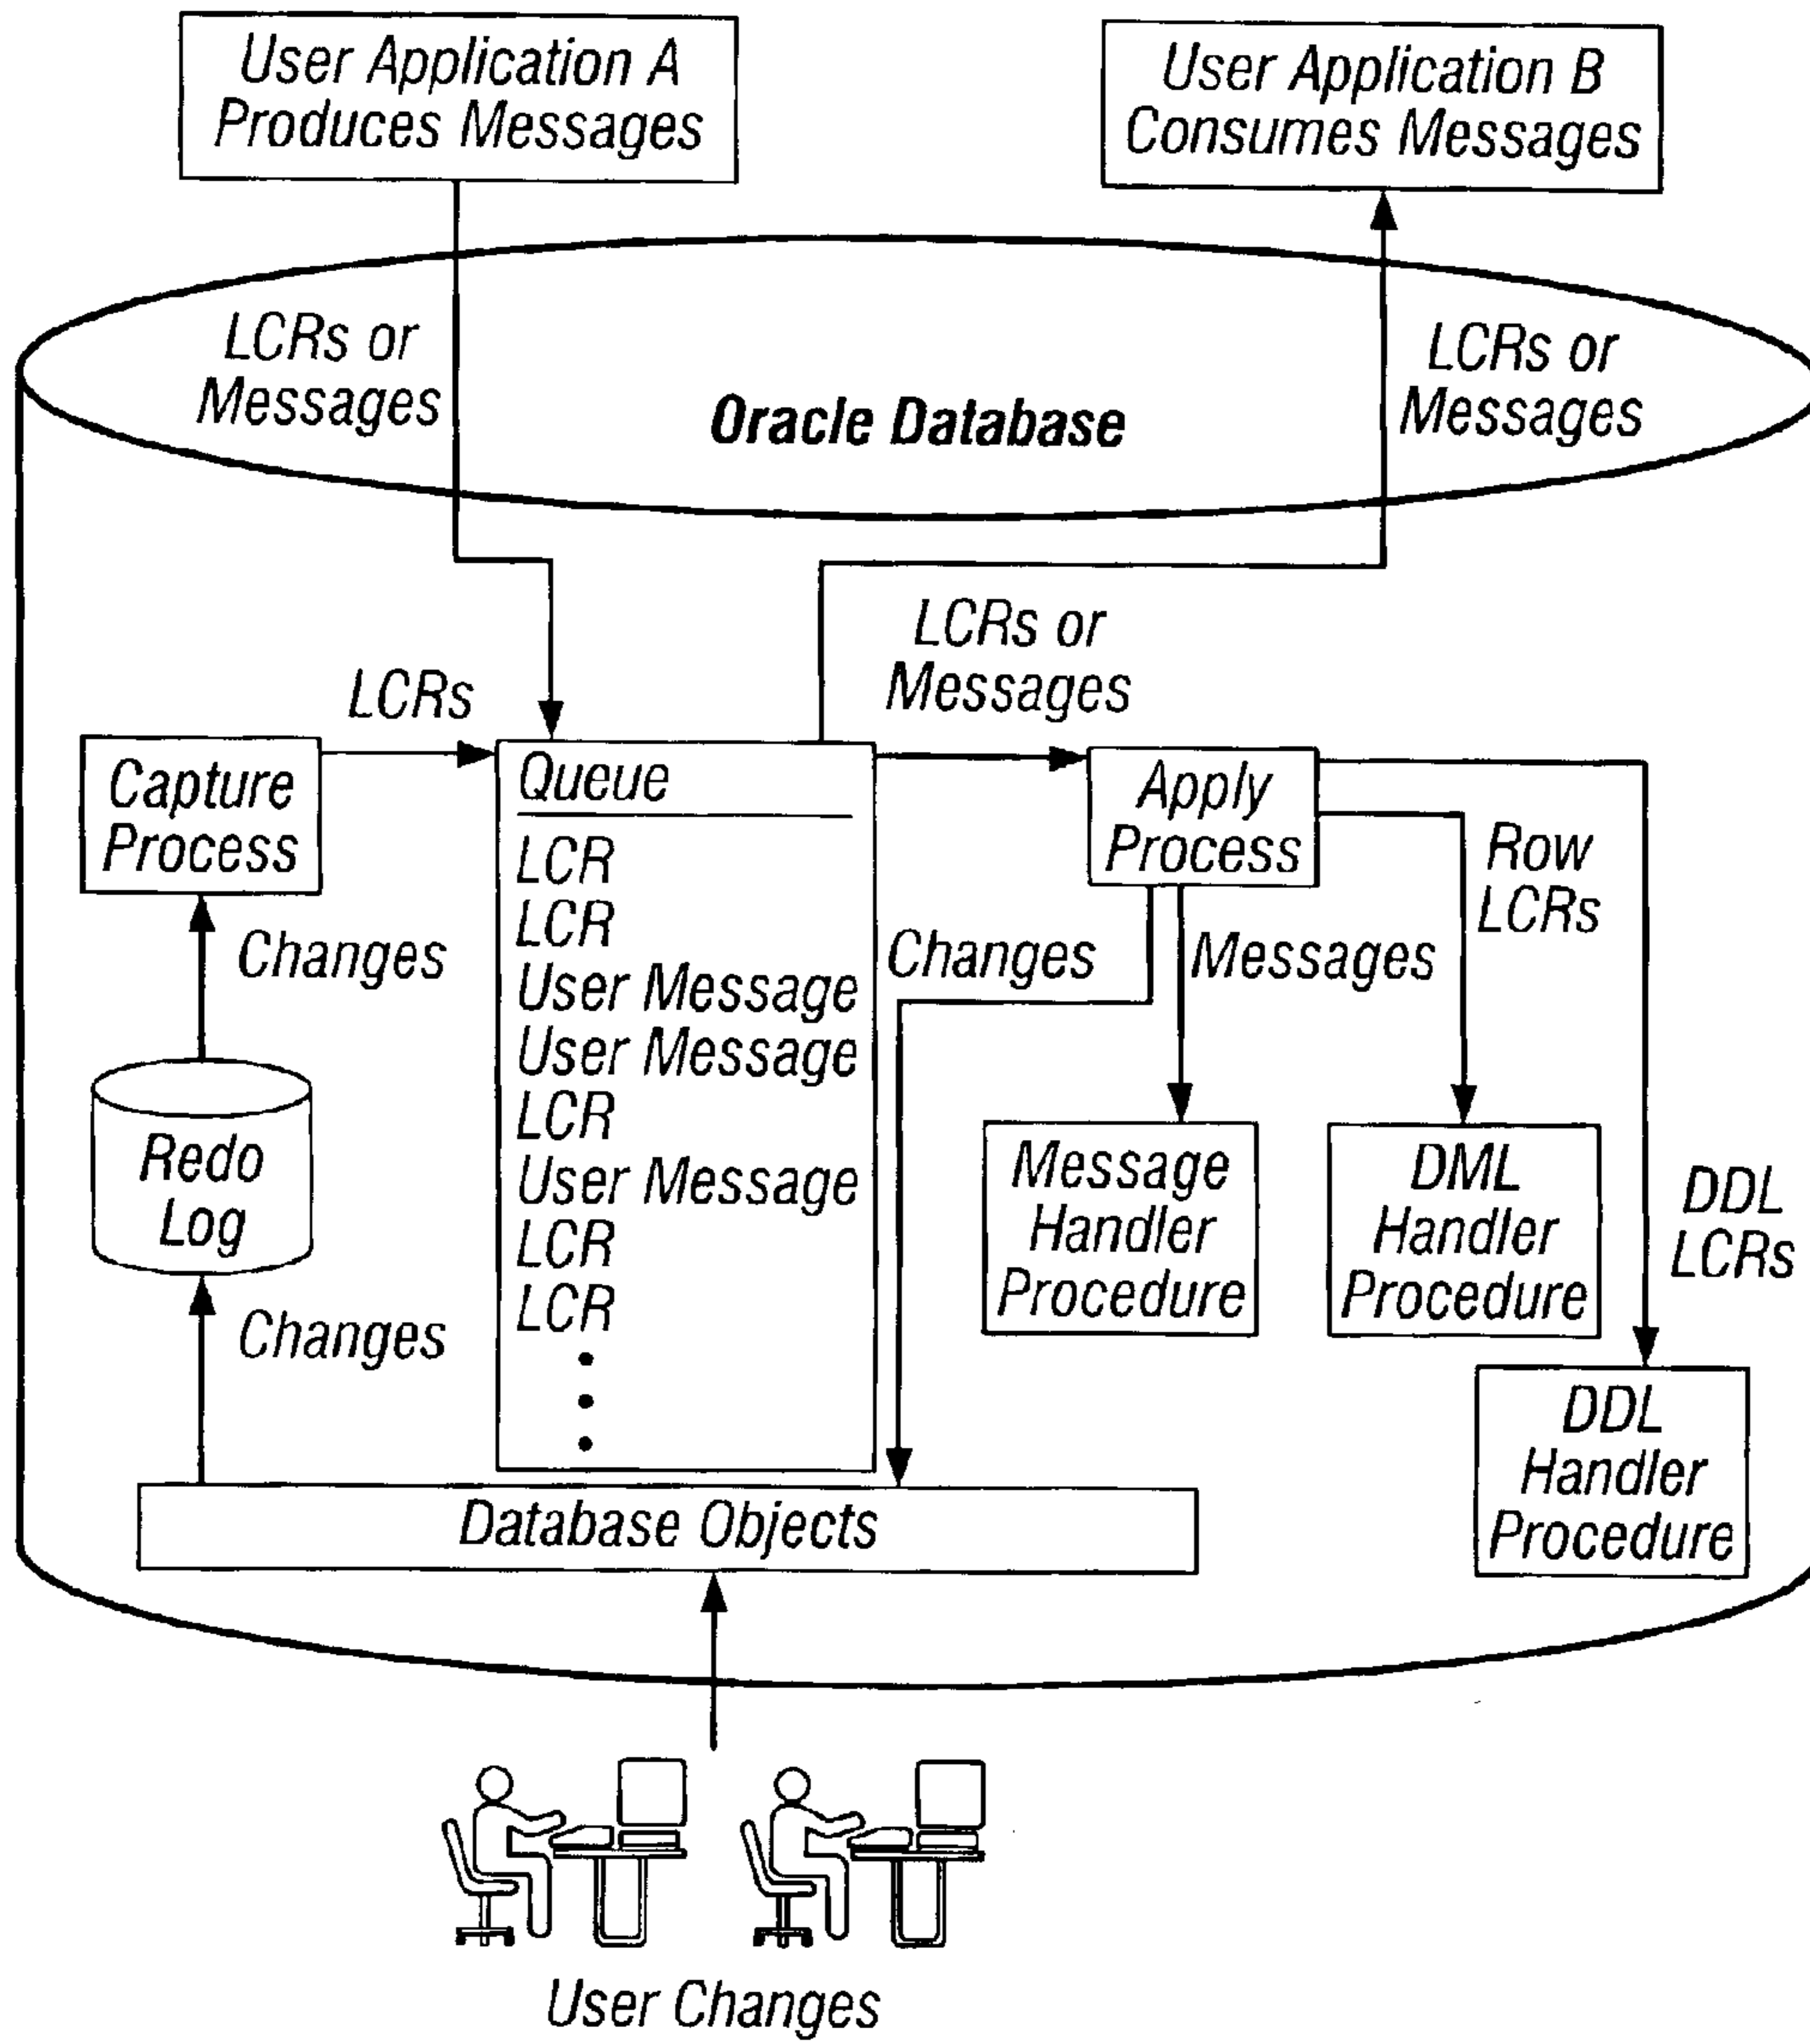 User Application A
Produces Messages
User Application B
Consumes Messages
LCRs or
Messages
Oracle Database
LCRs or
Messages
LCRs or
Messages
LCRs
Capture
Process
Queue
LCR
LCR
User Message
User Message
LCR
User Message
LCR
LCR
Apply
Process
Row
LCRs
Changes
Changes
Messages
Redo
Log
Message
Handler
Procedure
DML
Handler
Procedure
DDL
LCRs
Changes
DDL
Handler
Procedure
Database Objects
User Changes